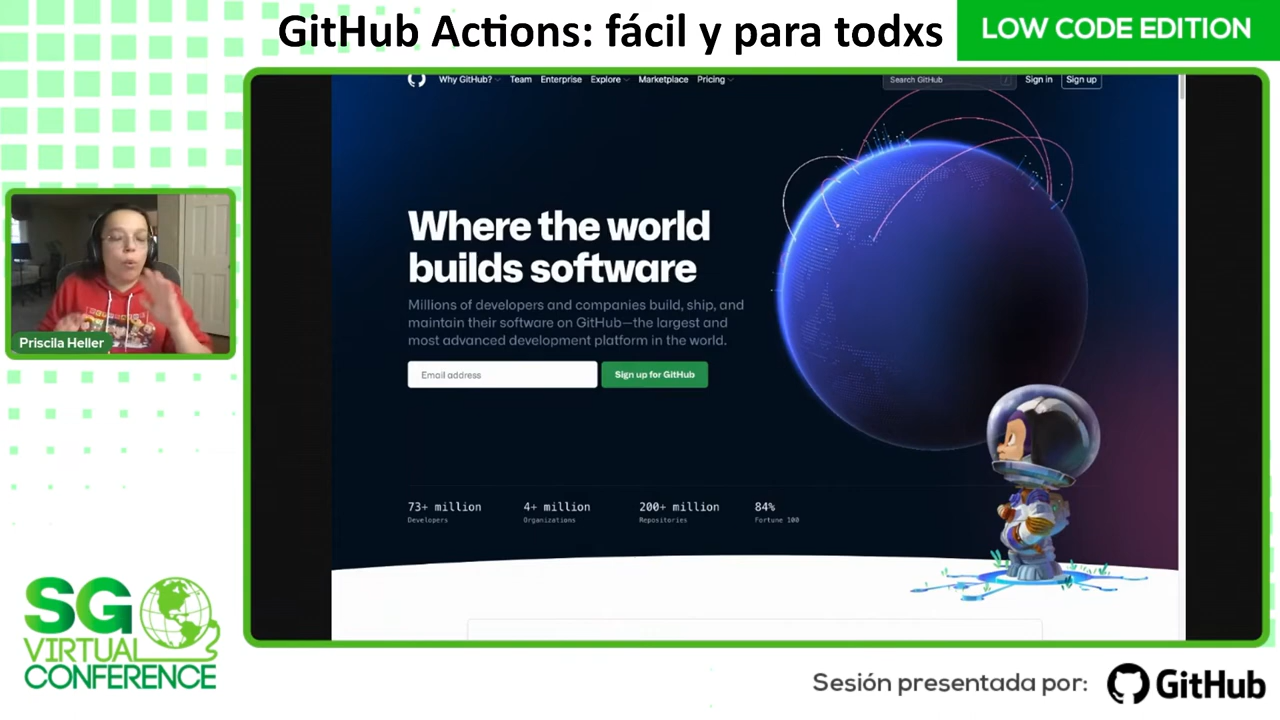 GitHub Actions: fácil y para todxs
LOW CODE EDITION
Why GitHub? Team Enterprise Explore Marketplace Pricing
Search GitHub /
Sign in Sign up
Where the world
builds software
Millions of developers and companies build, ship, and
maintain their software on GitHub—the largest and
most advanced development platform in the world.
Email address
Sign up for GitHub
73+ million
Developers
4+ million
Organizations
200+ million
Repositories
84%
Fortune 100
Priscila Heller
SG
VIRTUAL
CONFERENCE
Sesión presentada por:
GitHub